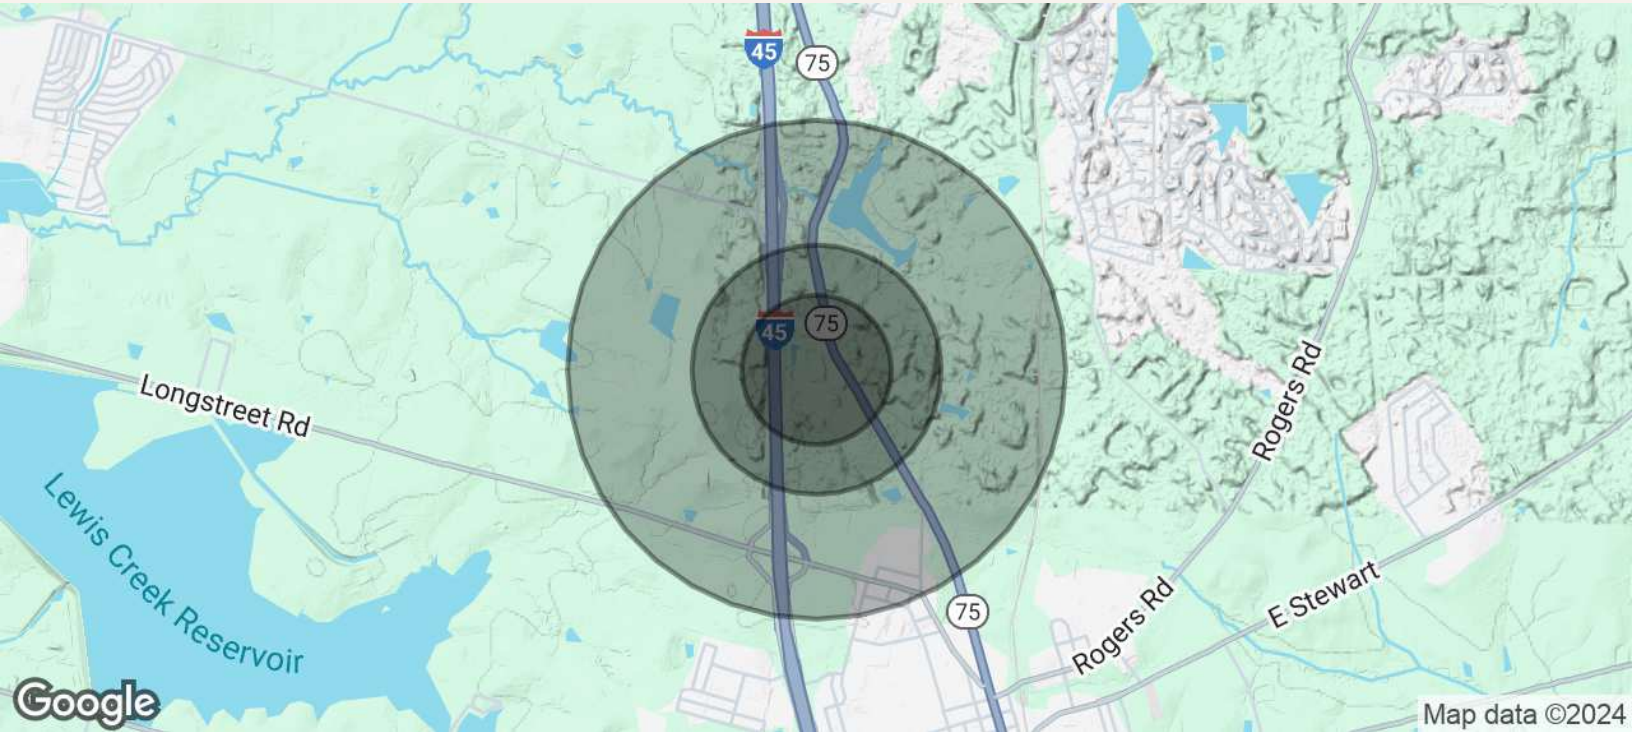 45
75
45
75
Longstreet Rd
Rogers Rd
Lewis Creek Reservoir
E Stewart
75
Rogers Rd
Google
Map data ©2024